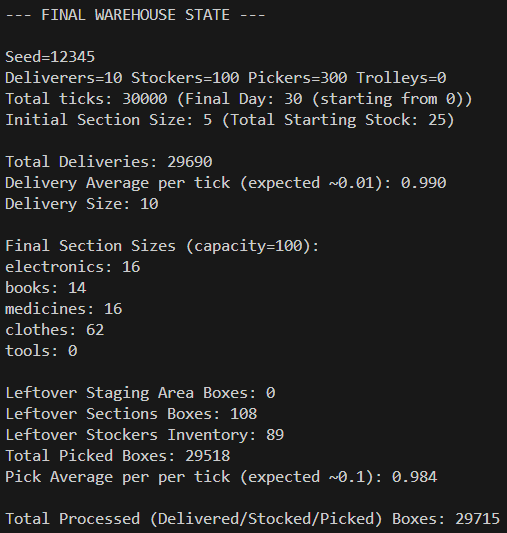 --- FINAL WAREHOUSE STATE ---
Seed=12345
Deliverers=10 Stockers=100 Pickers=300 Trolleys=0
Total ticks: 30000 (Final Day: 30 (starting from 0))
Initial Section Size: 5 (Total Starting Stock: 25)
Total Deliveries: 29690
Delivery Average per tick (expected ~0.01): 0.990
Delivery Size: 10
Final Section Sizes (capacity=100):
electronics: 16
books: 14
medicines: 16
clothes: 62
tools: 0
Leftover Staging Area Boxes: 0
Leftover Sections Boxes: 108
Leftover Stockers Inventory: 89
Total Picked Boxes: 29518
Pick Average per per tick (expected ~0.1): 0.984
Total Processed (Delivered/Stocked/Picked) Boxes: 29715